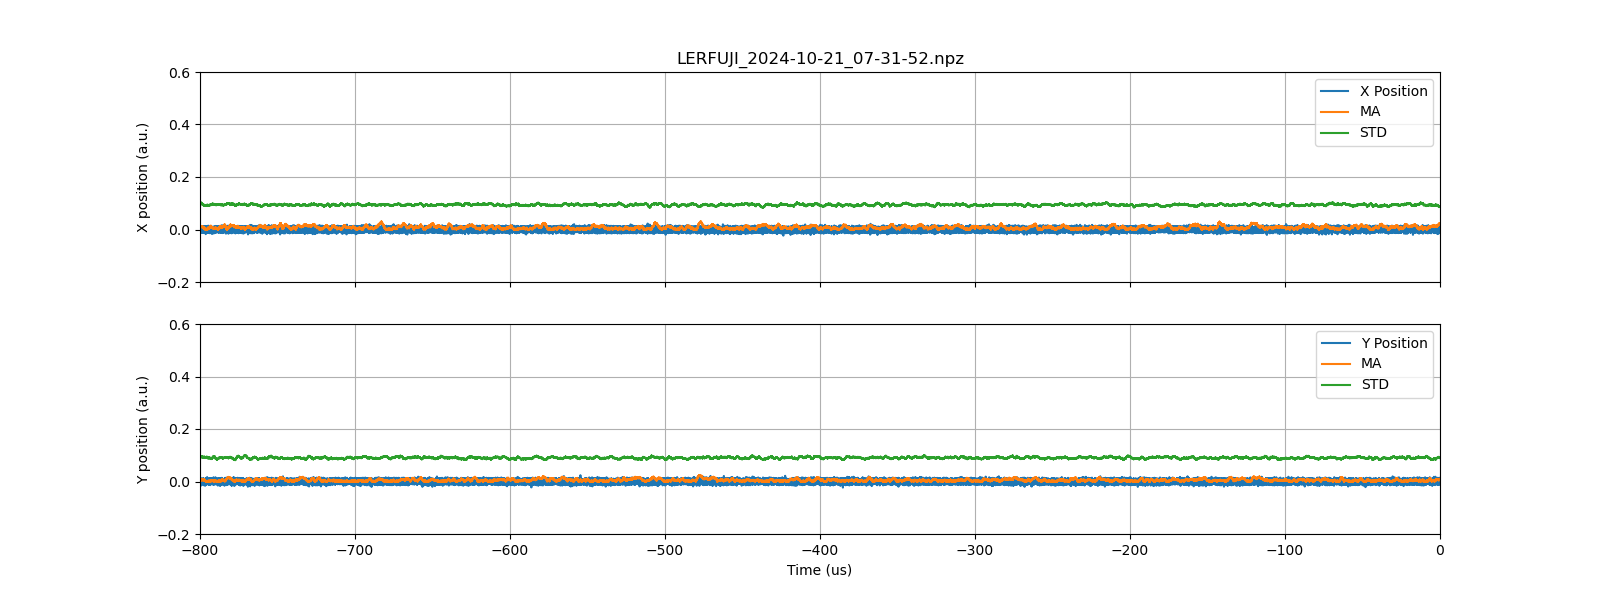 LERFUJI_2024-10-21_07-31-52.npz
0.6
0.4
0.2
0.0
−0.2
X position (a.u.)
X Position
MA
STD
0.6
0.4
0.2
0.0
−0.2
Y position (a.u.)
Y Position
MA
STD
−800 −700 −600 −500 −400 −300 −200 −100 0
Time (us)